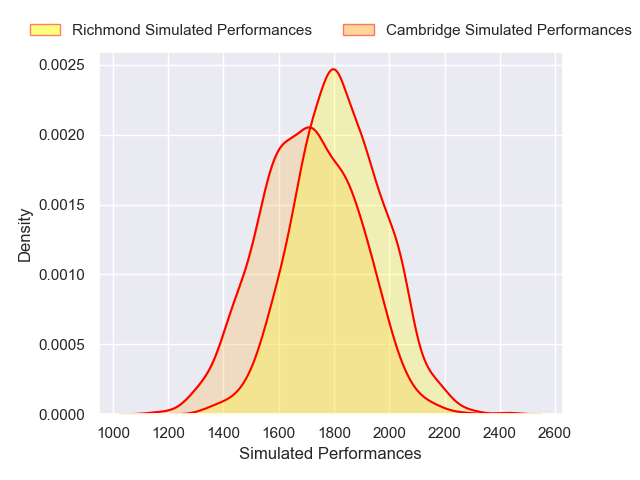 Richmond Simulated Performances
Cambridge Simulated Performances
0.0025
0.0020
0.0015
0.0010
0.0005
0.0000
Density
1000 1200 1400 1600 1800 2000 2200 2400 2600
Simulated Performances